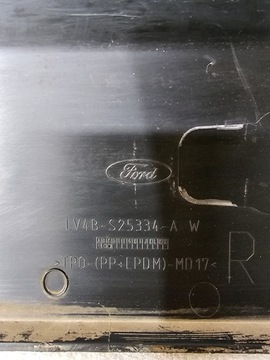 Ford
LV4B-S25334-A W
>TPO-(PP+EPDM)-MD17<
R